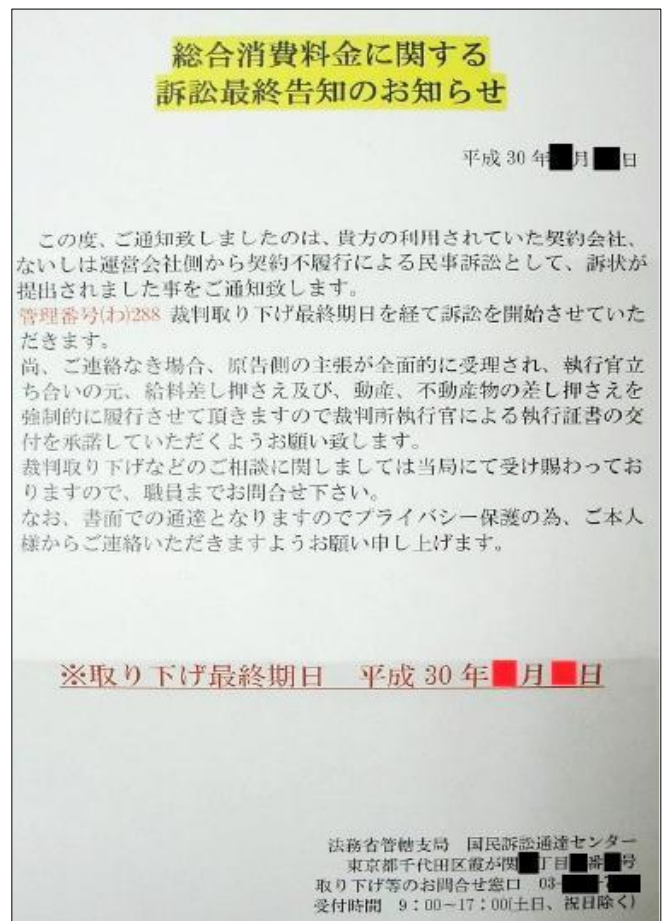 総合消費料金に関する
訴訟最終告知のお知らせ
平成 30 年 月 日
この度、ご通知致しましたのは、貴方の利用されていた契約会社、
ないしは運営会社側から契約不履行による民事訴訟として、訴状が
提出されました事をご通知致します。
管理番号(わ)288 裁判取り下げ最終期日を経て訴訟を開始させていた
だきます。
尚、ご連絡なき場合、原告側の主張が全面的に受理され、執行官立
ち合いの元、給料差し押さえ及び、動産、不動産物の差し押さえを
強制的に履行させて頂きますので裁判所執行官による執行証書の交
付を承諾していただくようお願い致します。
裁判取り下げなどのご相談に関しましては当局にて受け賜わってお
りますので、職員までお問合せ下さい。
なお、書面での通達となりますのでプライバシー保護の為、ご本人
様からご連絡いただきますようお願い申し上げます。
※取り下げ最終期日 平成 30 年 月 日
法務省管轄支局 国民訴訟通達センター
東京都千代田区霞が関 丁目 番 号
取り下げ等のお問合せ窓口 03-
受付時間 9：00~17：00(土日、祝日除く)